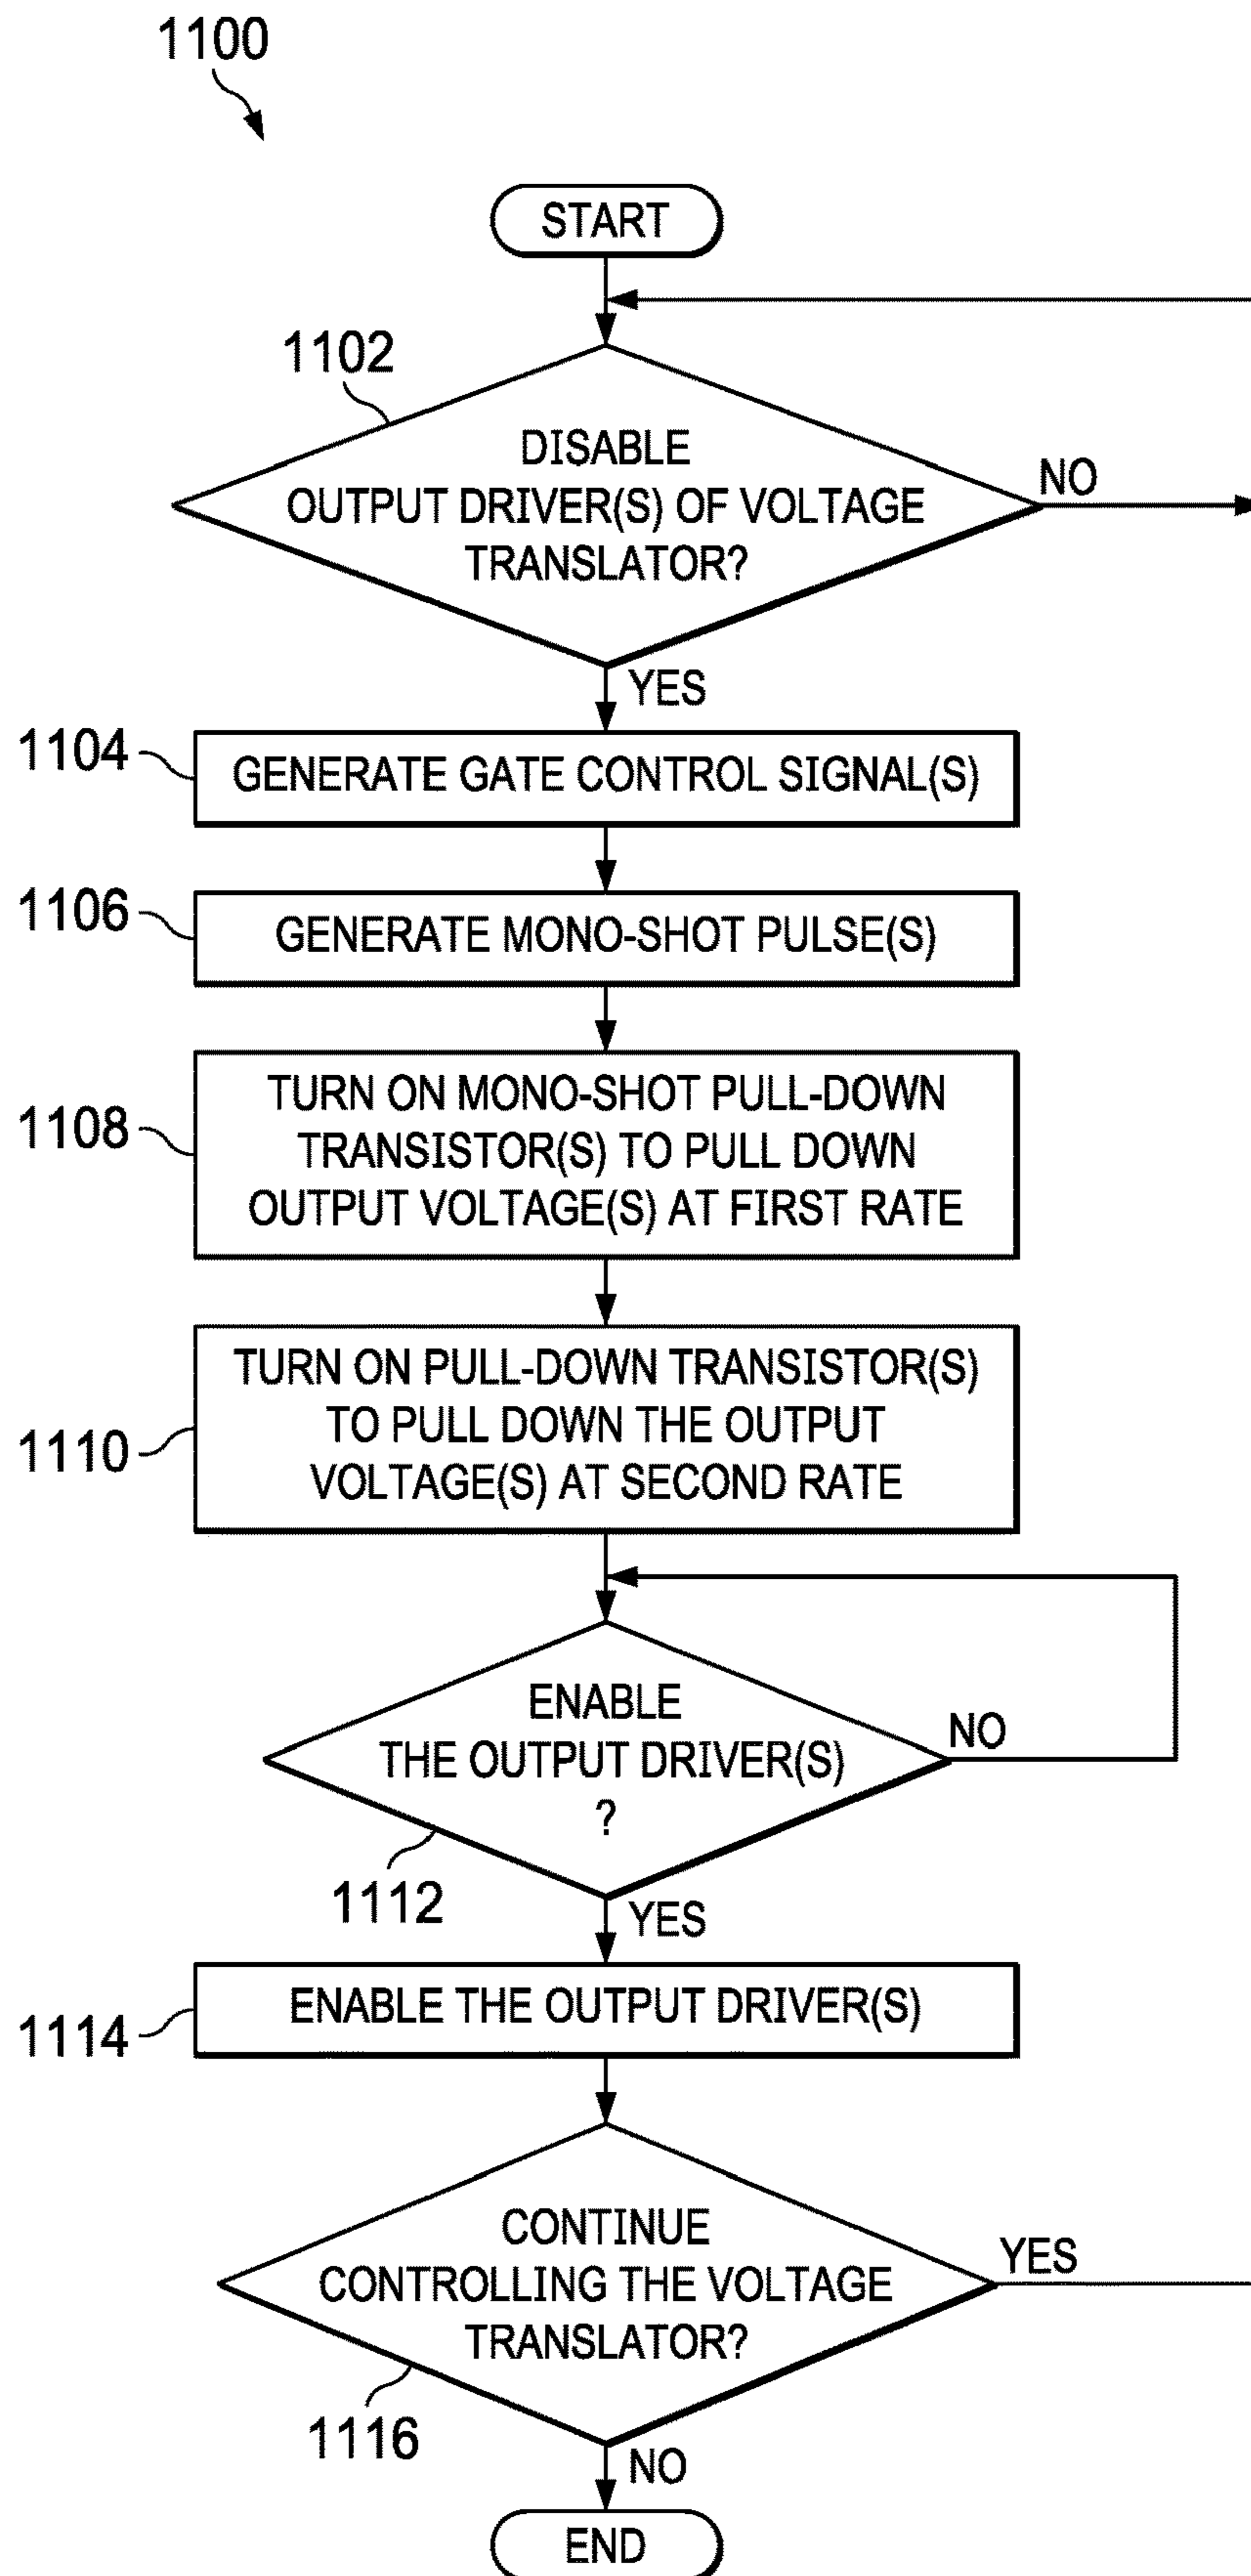 1100
START
1102
DISABLE
OUTPUT DRIVER(S) OF VOLTAGE
TRANSLATOR?
NO
YES
1104
GENERATE GATE CONTROL SIGNAL(S)
1106
GENERATE MONO-SHOT PULSE(S)
1108
TURN ON MONO-SHOT PULL-DOWN
TRANSISTOR(S) TO PULL DOWN
OUTPUT VOLTAGE(S) AT FIRST RATE
1110
TURN ON PULL-DOWN TRANSISTOR(S)
TO PULL DOWN THE OUTPUT
VOLTAGE(S) AT SECOND RATE
ENABLE
THE OUTPUT DRIVER(S)
?
NO
1112
YES
1114
ENABLE THE OUTPUT DRIVER(S)
CONTINUE
CONTROLLING THE VOLTAGE
TRANSLATOR?
YES
1116
NO
END